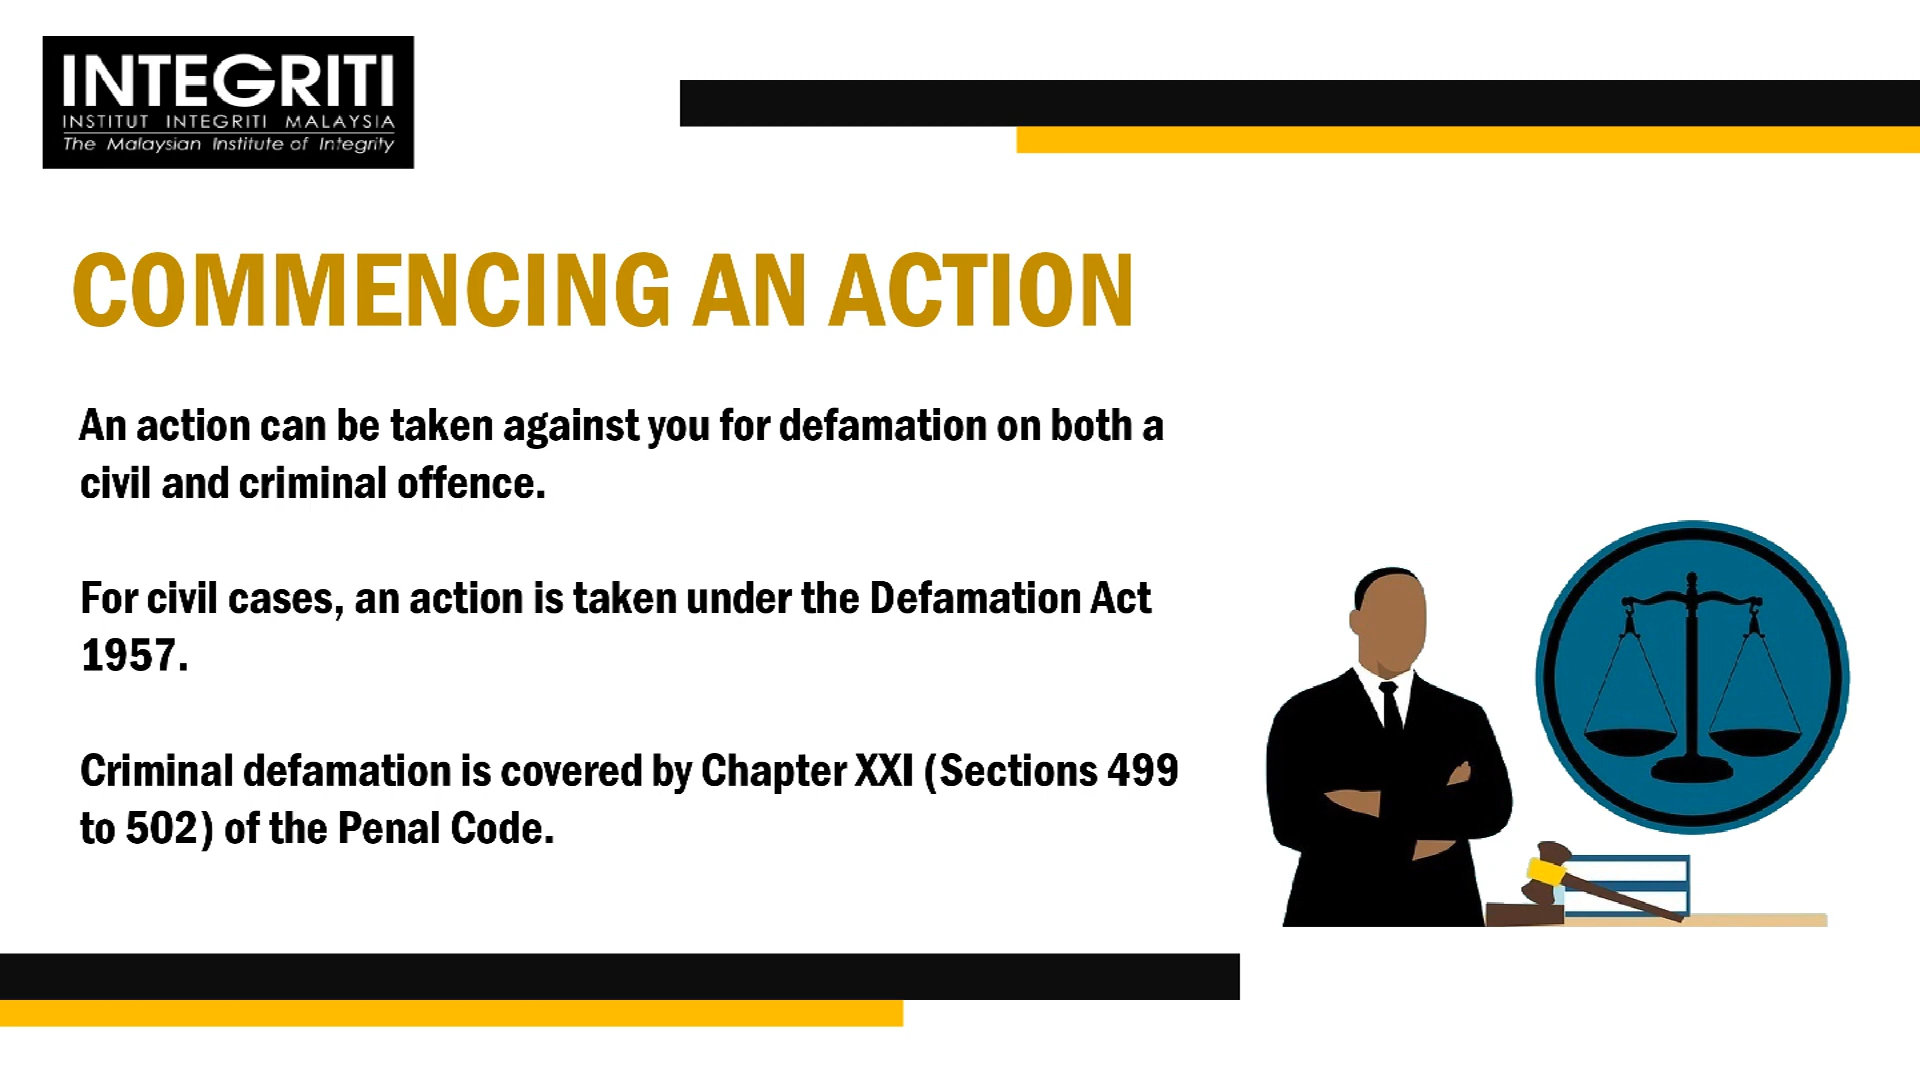 INTEGRITI
INSTITUT INTEGRITI MALAYSIA
The Malaysian Institute of Integrity
COMMENCING AN ACTION
An action can be taken against you for defamation on both a
civil and criminal offence.
For civil cases, an action is taken under the Defamation Act
1957.
Criminal defamation is covered by Chapter XXI (Sections 499
to 502) of the Penal Code.